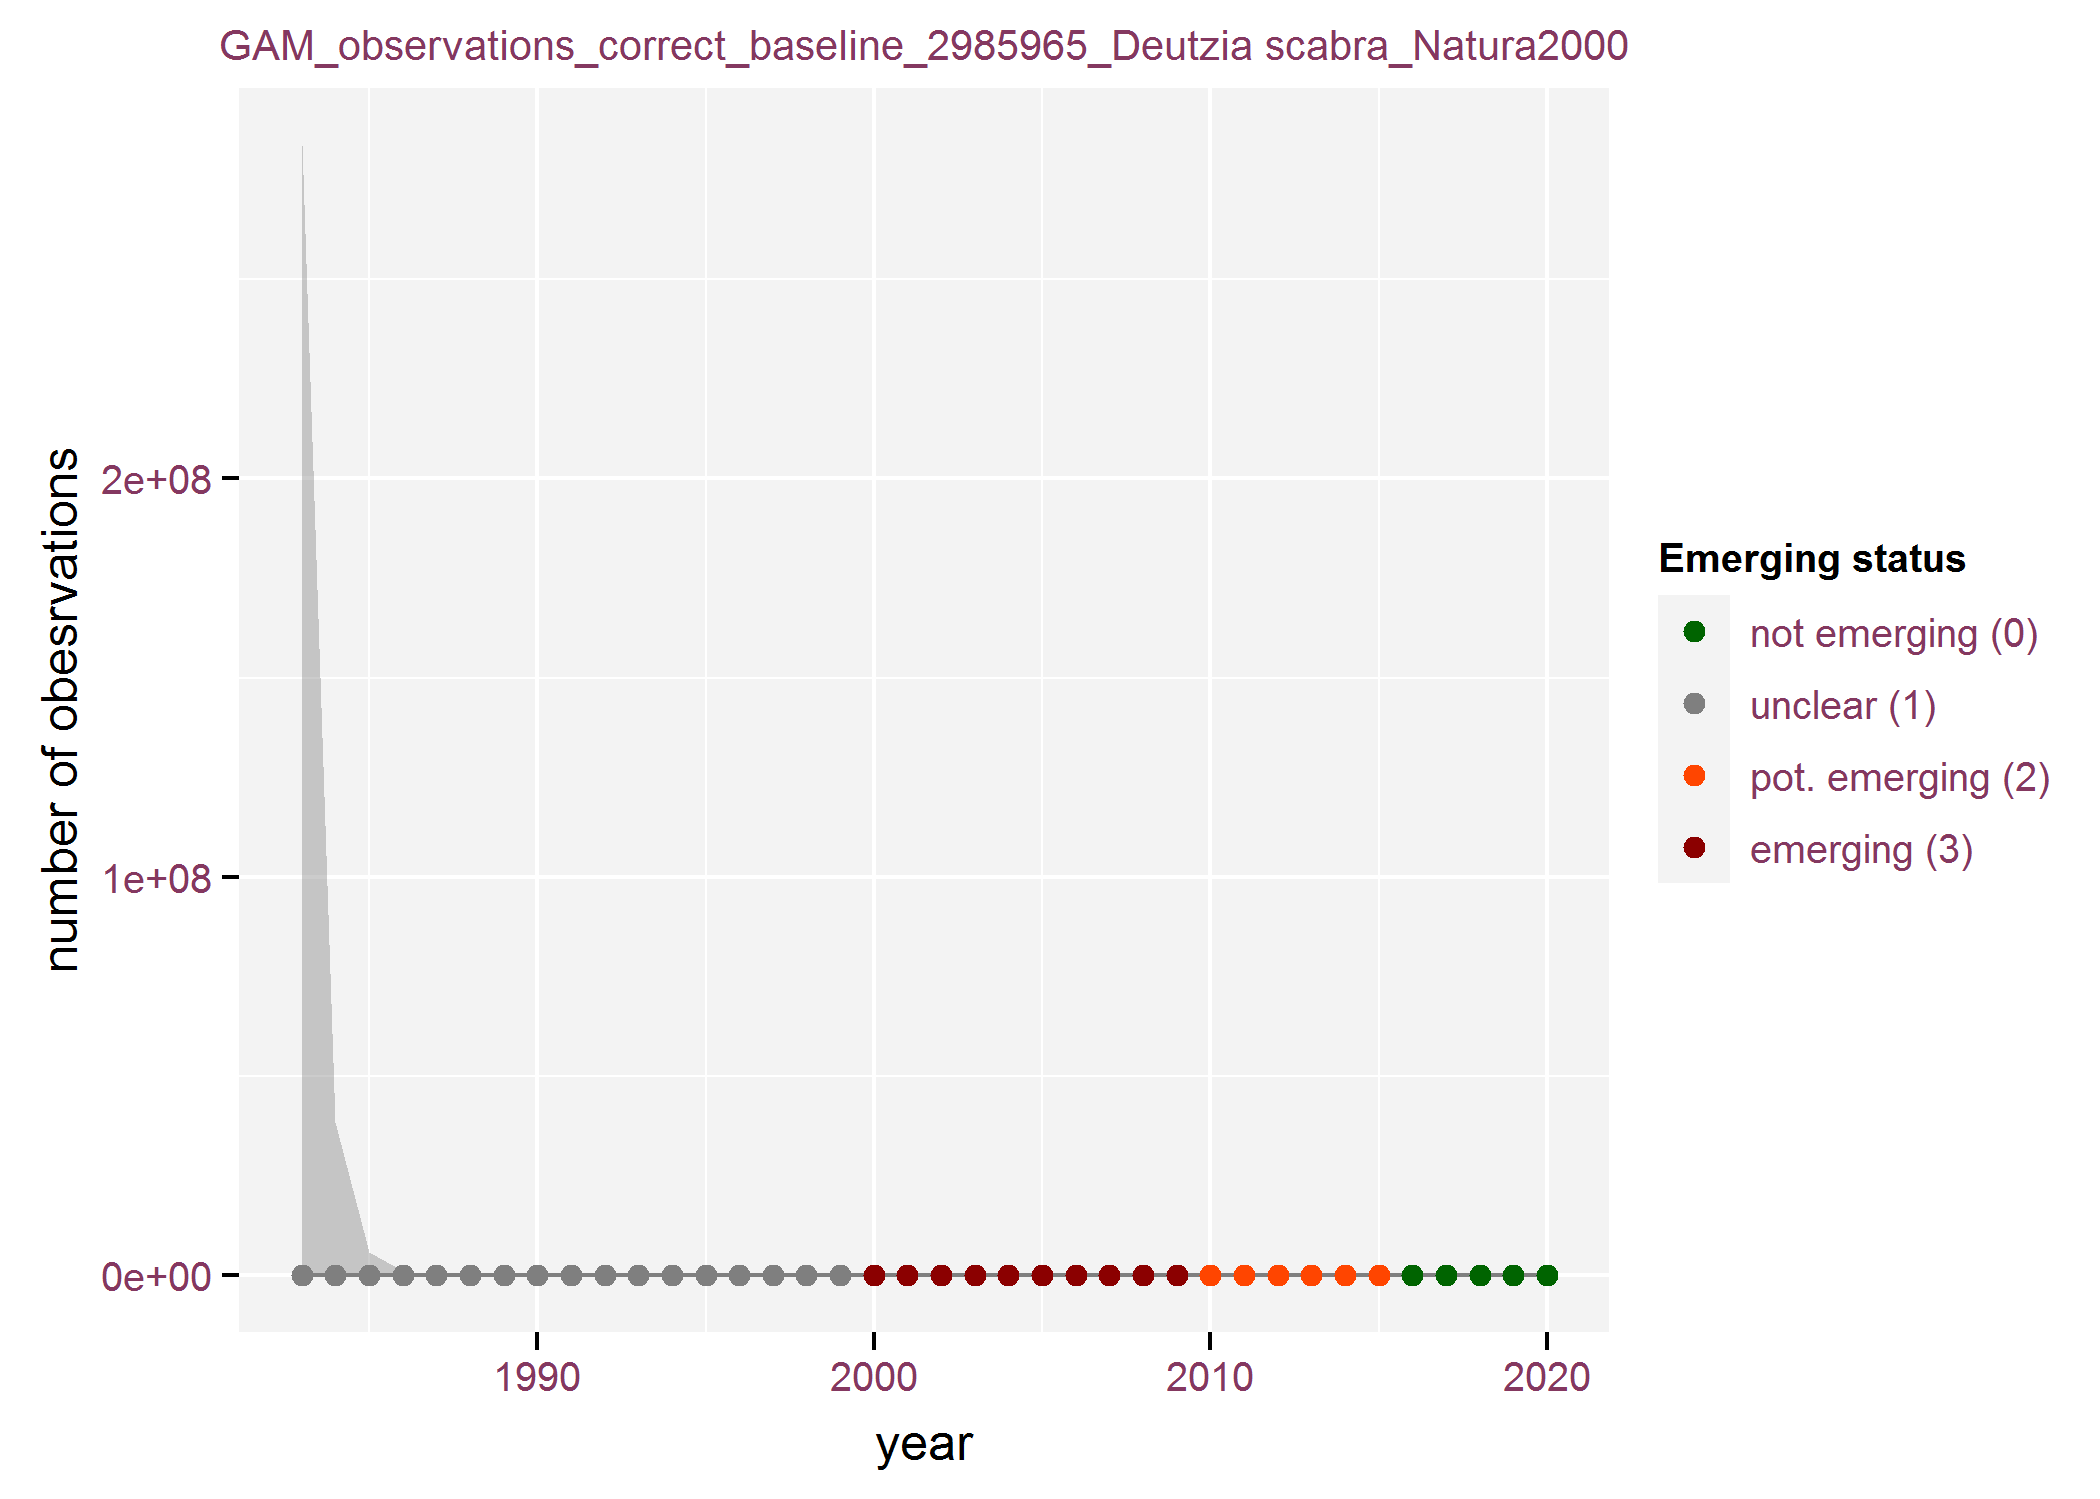 GAM_observations_correct_baseline_2985965_Deutzia scabra_Natura2000
number of obesrvations
2e+08
1e+08
0e+00
1990
2000
2010
2020
year
Emerging status
not emerging (0)
unclear (1)
pot. emerging (2)
emerging (3)